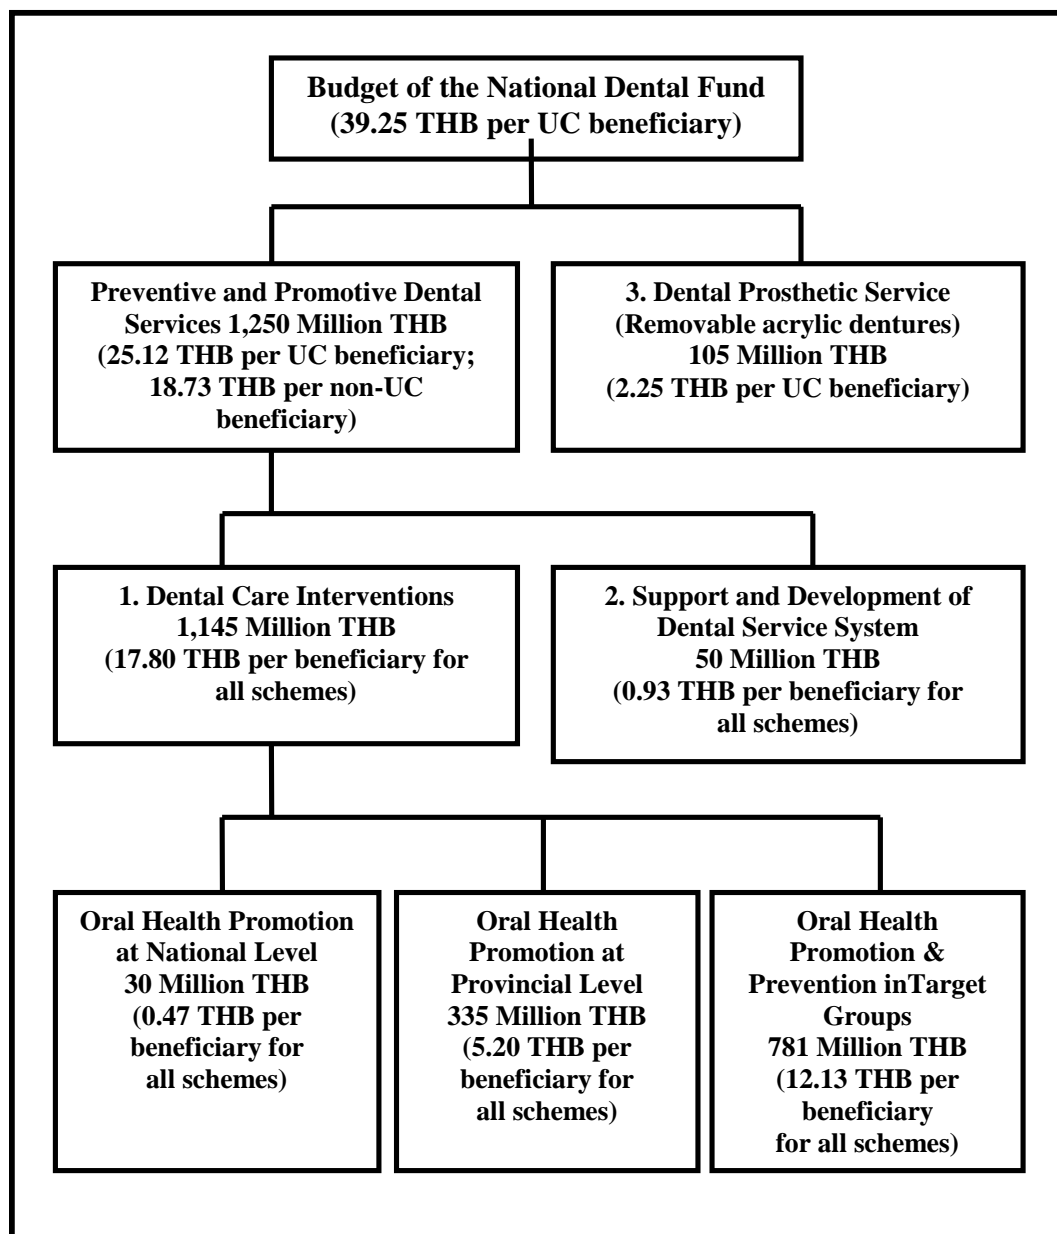 Budget of the National Dental Fund
(39.25 THB per UC beneficiary)
Preventive and Promotive Dental
Services 1,250 Million THB
(25.12 THB per UC beneficiary;
18.73 THB per non-UC
beneficiary)
3. Dental Prosthetic Service
(Removable acrylic dentures)
105 Million THB
(2.25 THB per UC beneficiary)
1. Dental Care Interventions
1,145 Million THB
(17.80 THB per beneficiary for
all schemes)
2. Support and Development of
Dental Service System
50 Million THB
(0.93 THB per beneficiary for
all schemes)
Oral Health Promotion
at National Level
30 Million THB
(0.47 THB per
beneficiary for
all schemes)
Oral Health
Promotion at
Provincial Level
335 Million THB
(5.20 THB per
beneficiary for
all schemes)
Oral Health
Promotion &
Prevention inTarget
Groups
781 Million THB
(12.13 THB per
beneficiary
for all schemes)